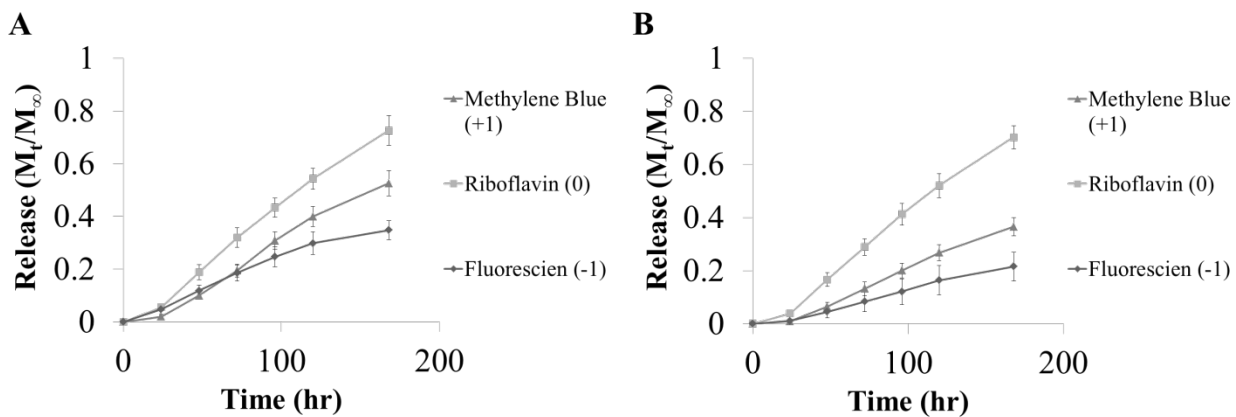 A
Release (Mt/M∞)
1
0.8
0.6
0.4
0.2
0
0 100 200
Time (hr)
Methylene Blue
(+1)
Riboflavin (0)
Fluorescien (-1)
B
Release (Mt/M∞)
1
0.8
0.6
0.4
0.2
0
0 100 200
Time (hr)
Methylene Blue
(+1)
Riboflavin (0)
Fluorescien (-1)